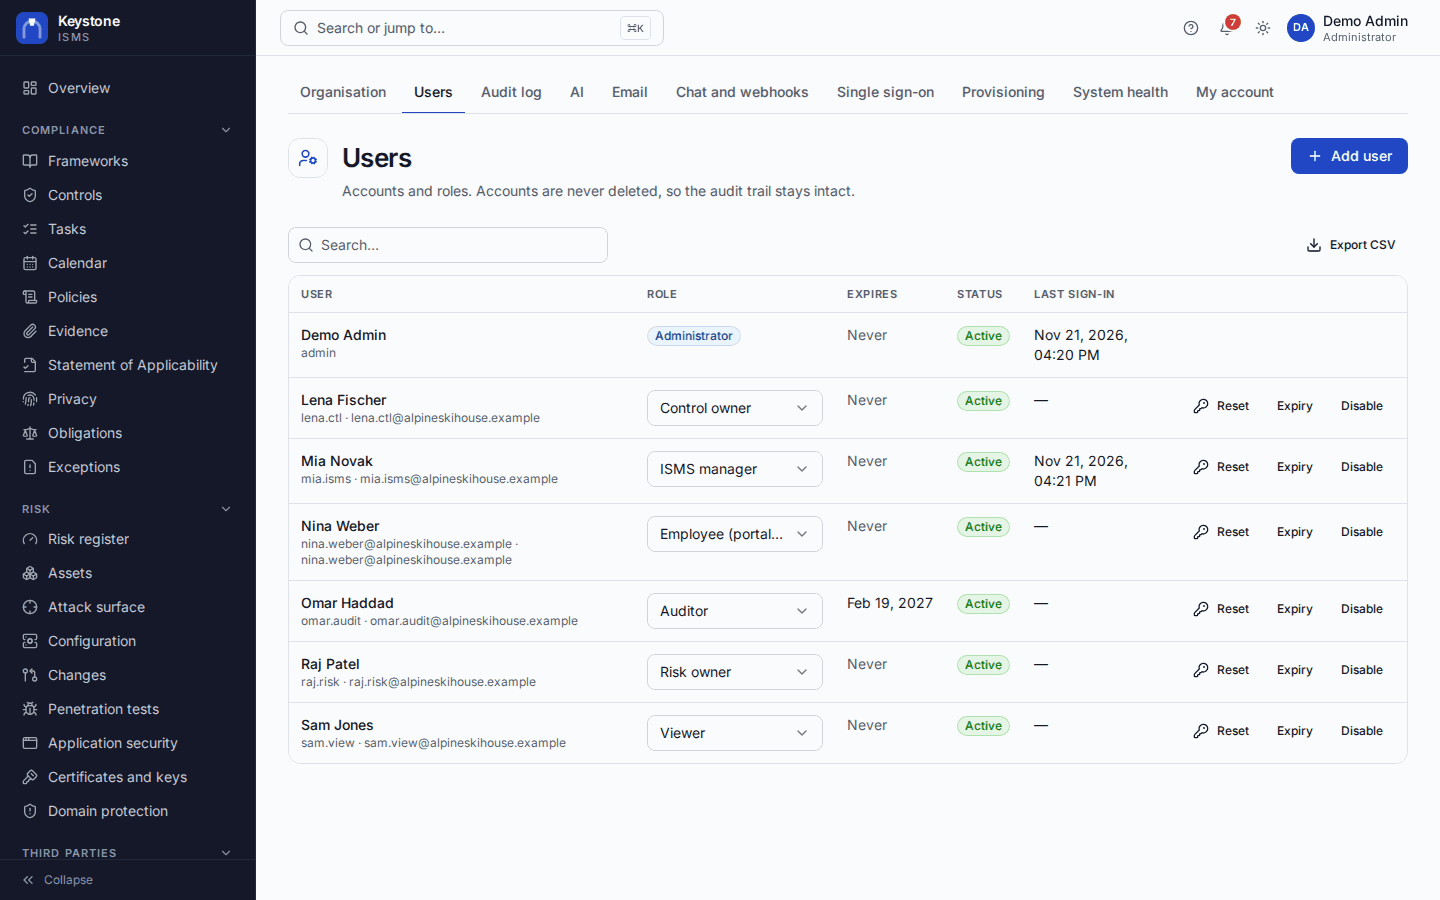 Keystone
ISMS
Search or jump to...
⌘K
7
DA
Demo Admin
Administrator
Overview
COMPLIANCE
Frameworks
Controls
Tasks
Calendar
Policies
Evidence
Statement of Applicability
Privacy
Obligations
Exceptions
RISK
Risk register
Assets
Attack surface
Configuration
Changes
Penetration tests
Application security
Certificates and keys
Domain protection
THIRD PARTIES
Collapse
Organisation Users Audit log AI Email Chat and webhooks Single sign-on Provisioning System health My account
Users
Accounts and roles. Accounts are never deleted, so the audit trail stays intact.
Add user
Search...
Export CSV
USER ROLE EXPIRES STATUS LAST SIGN-IN
Demo Admin Administrator Never Active Nov 21, 2026,
admin 04:20 PM
Lena Fischer Control owner Never Active — Reset Expiry Disable
lena.ctl · lena.ctl@alpineskihouse.example
Mia Novak ISMS manager Never Active Nov 21, 2026, Reset Expiry Disable
mia.isms · mia.isms@alpineskihouse.example 04:21 PM
Nina Weber Employee (portal... Never Active — Reset Expiry Disable
nina.weber@alpineskihouse.example ·
nina.weber@alpineskihouse.example
Omar Haddad Auditor Feb 19, 2027 Active — Reset Expiry Disable
omar.audit · omar.audit@alpineskihouse.example
Raj Patel Risk owner Never Active — Reset Expiry Disable
raj.risk · raj.risk@alpineskihouse.example
Sam Jones Viewer Never Active — Reset Expiry Disable
sam.view · sam.view@alpineskihouse.example